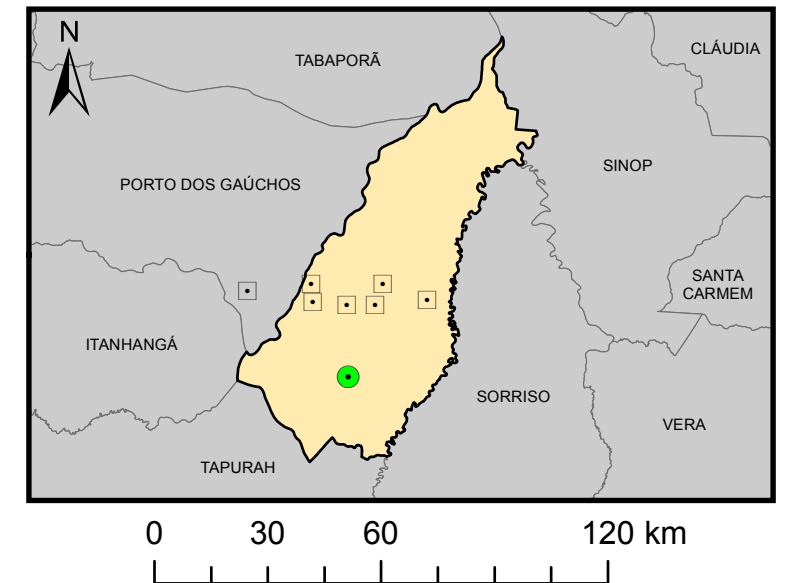 N
TABAPORÃ
CLÁUDIA
SINOP
PORTO DOS GAÚCHOS
SANTA
CARMEM
ITANHANGÁ
SORRISO
VERA
TAPURAH
0 30 60 120 km